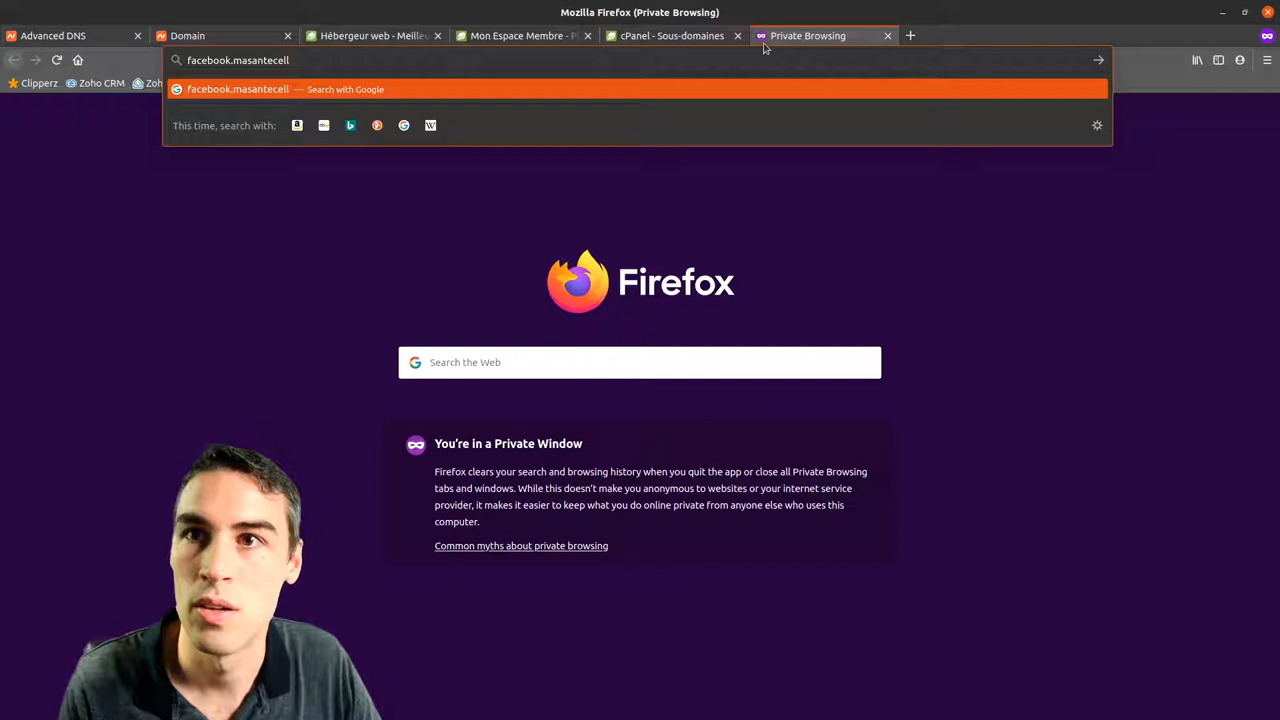 Mozilla Firefox (Private Browsing)
Advanced DNS
Domain
Hébergeur web - Meilleu
Mon Espace Membre - Pl
cPanel - Sous-domaines
Private Browsing
facebook.masantecell
Clipperz
Zoho CRM
Zoh
facebook.masantecell — Search with Google
This time, search with:
Firefox
Search the Web
You're in a Private Window
Firefox clears your search and browsing history when you quit the app or close all Private Browsing
tabs and windows. While this doesn't make you anonymous to websites or your internet service
provider, it makes it easier to keep what you do online private from anyone else who uses this
computer.
Common myths about private browsing